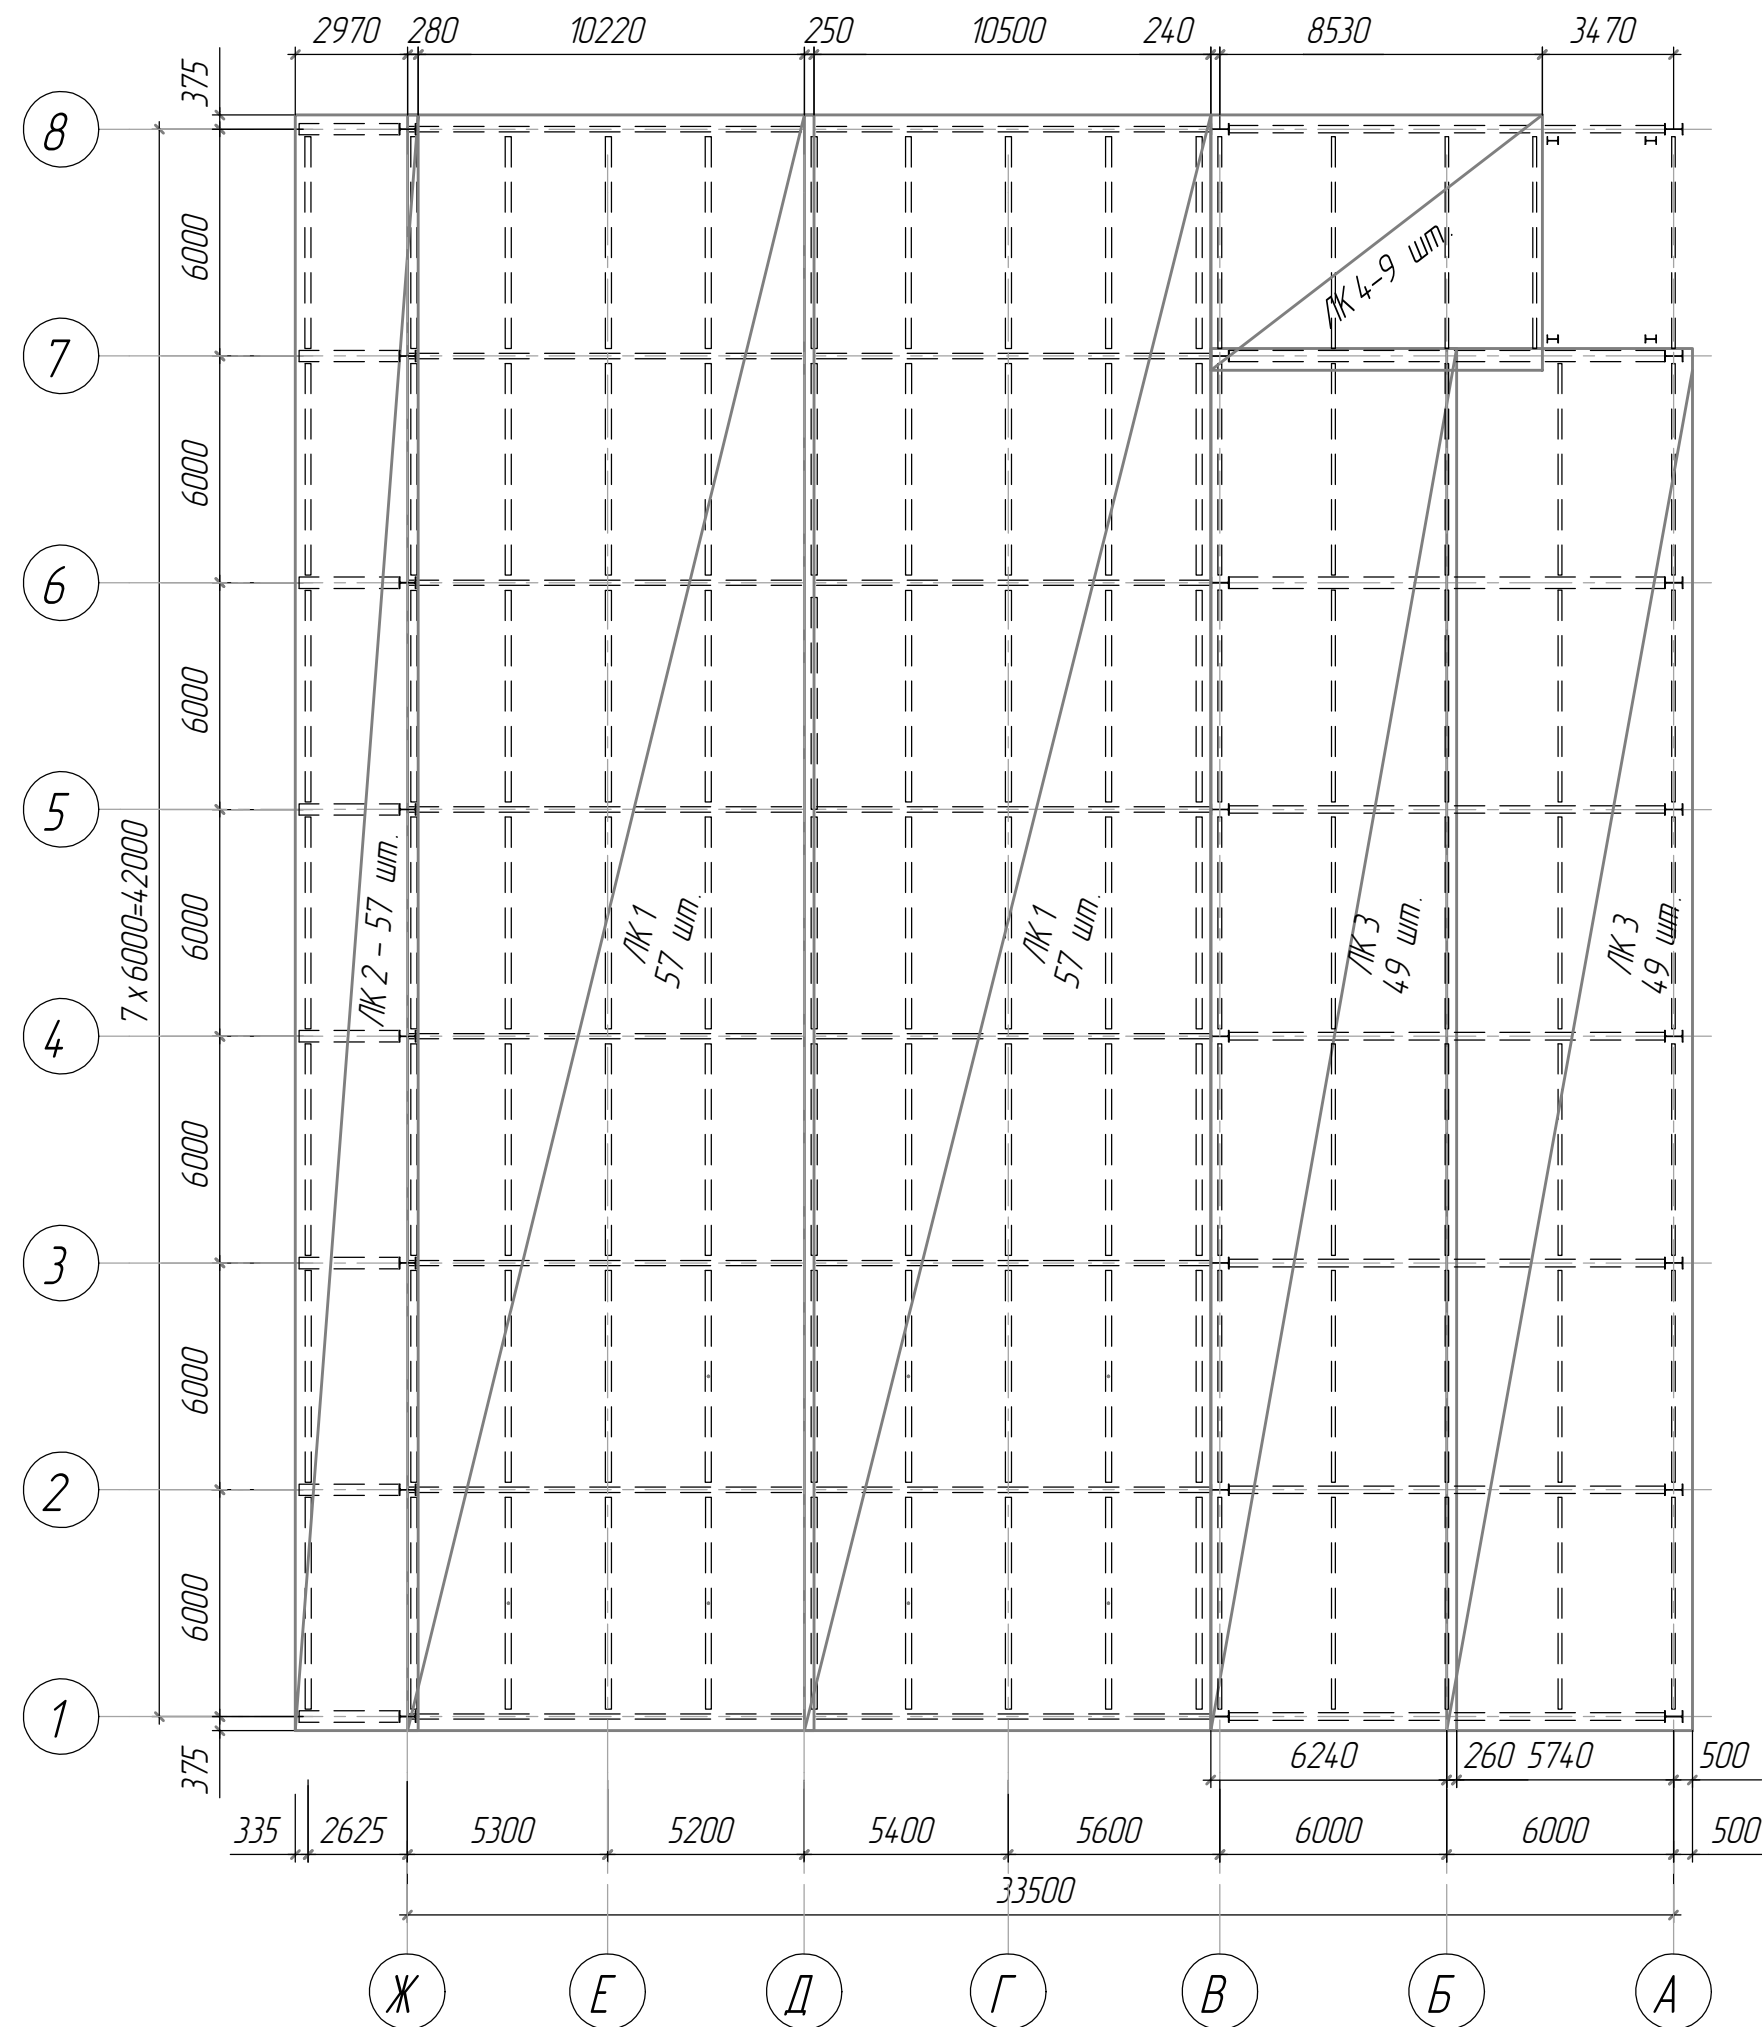 2970 280 10220 250 10500 240 8530 3470
375
8
6000
ЛК 4-9 шт.
7
6000
6
6000
5
7 x 6000=42000
6000
ЛК 2 - 57 шт.
ЛК 1
57 шт.
ЛК 1
57 шт.
ЛК 3
49 шт.
ЛК 3
49 шт.
4
6000
3
6000
2
6000
1
375
6240 260 5740 500
335 2625 5300 5200 5400 5600 6000 6000 500
33500
Ж Е Д Г В Б А